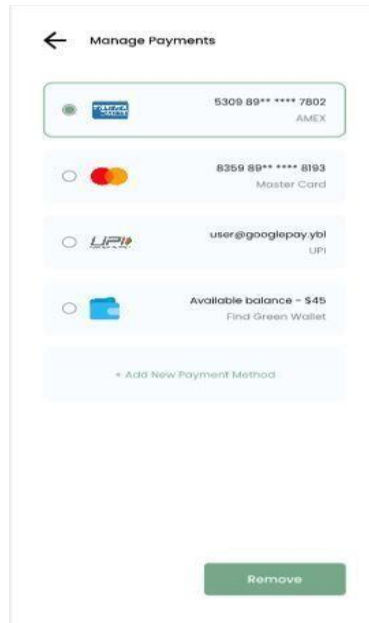 Manage Payments
5309 89** **** 7802
AMEX
8359 89** **** 8193
Master Card
UPI
user@googlepay.ybl
UPI
Available balance - $45
Find Green Wallet
+ Add New Payment Method
Remove